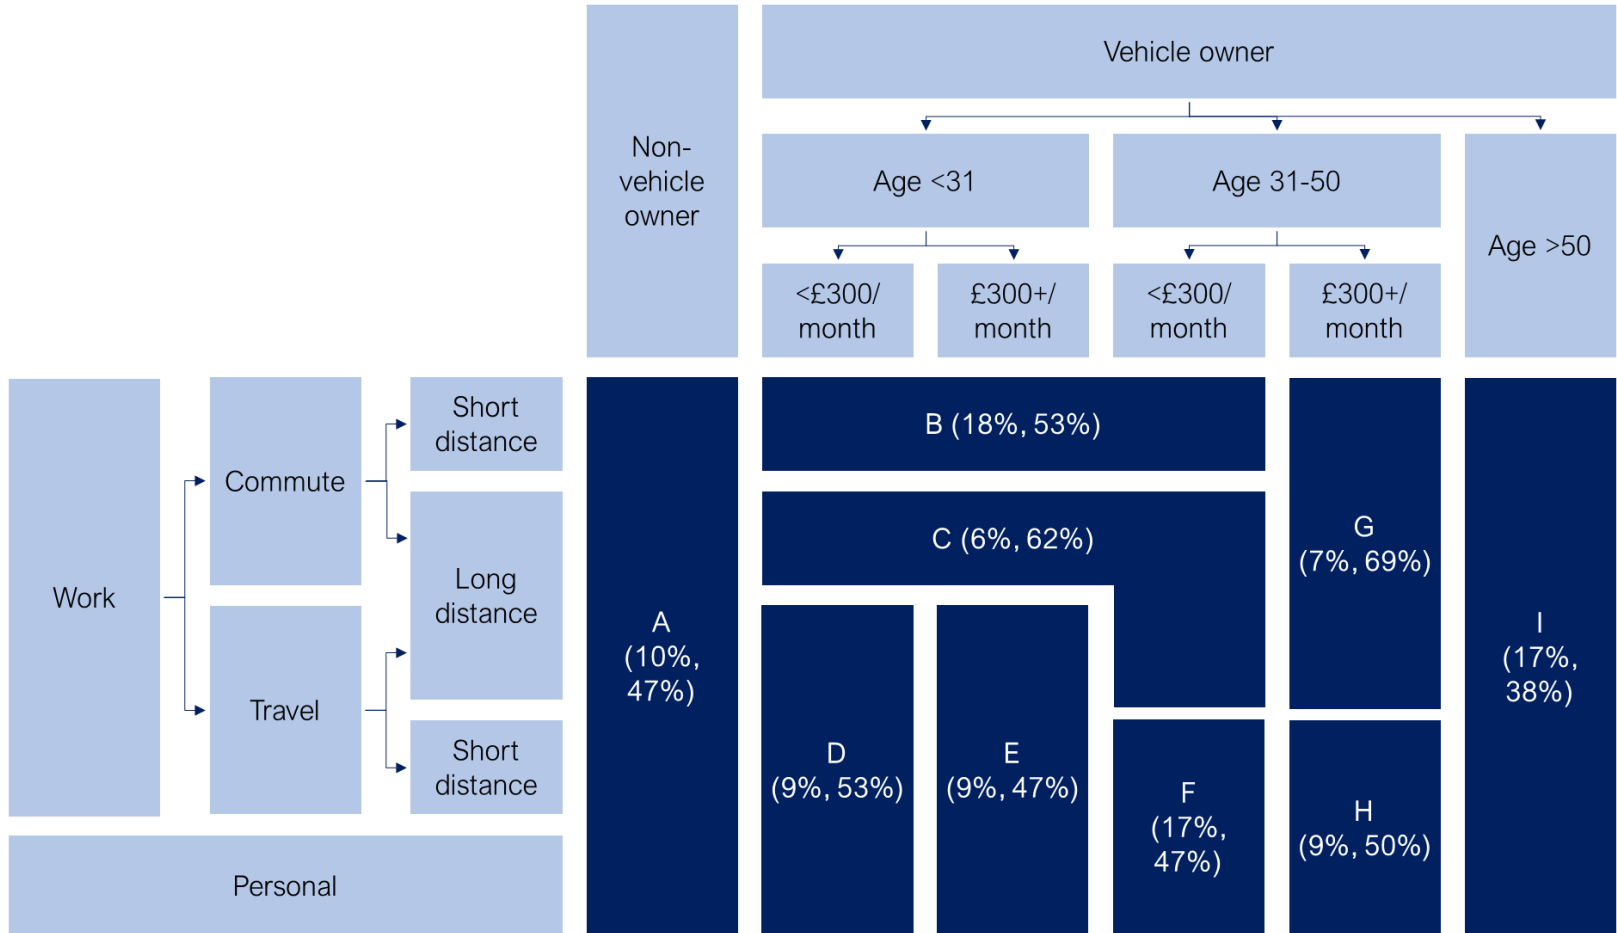 Non-
vehicle
owner
Vehicle owner
Age <31
Age 31-50
Age >50
<£300/
month
£300+/
month
<£300/
month
£300+/
month
Work
Commute
Travel
Short
distance
Long
distance
Short
distance
Personal
A
(10%,
47%)
B (18%, 53%)
C (6%, 62%)
D
(9%, 53%)
E
(9%, 47%)
F
(17%,
47%)
G
(7%, 69%)
H
(9%, 50%)
I
(17%,
38%)